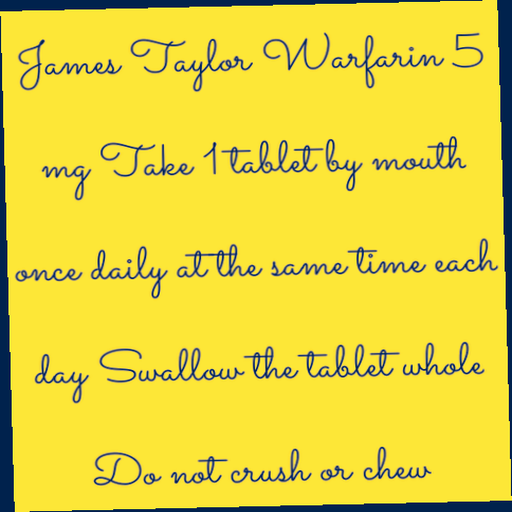 James Taylor Warfarin 5
mg Take 1 tablet by mouth
once daily at the same time each
day Swallow the tablet whole
Do not crush or chew